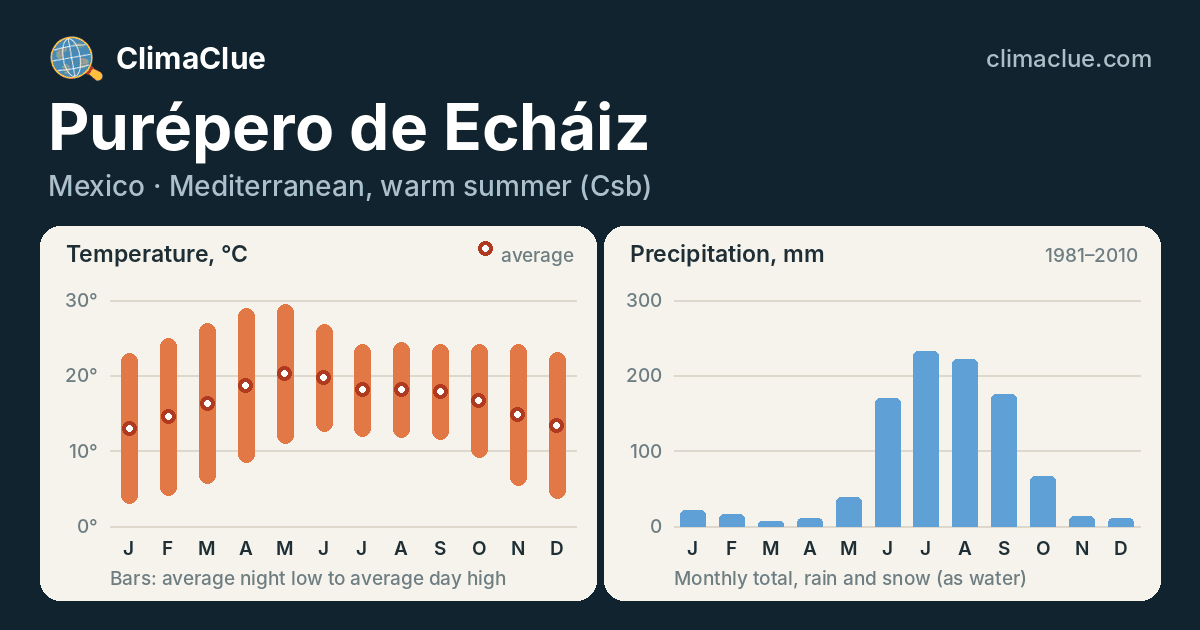 ClimaClue
climaclue.com
Purépero de Echáiz
Mexico · Mediterranean, warm summer (Csb)
Temperature, °C
average
30°
20°
10°
0°
J F M A M J J A S O N D
Bars: average night low to average day high
Precipitation, mm
1981–2010
300
200
100
0
J F M A M J J A S O N D
Monthly total, rain and snow (as water)